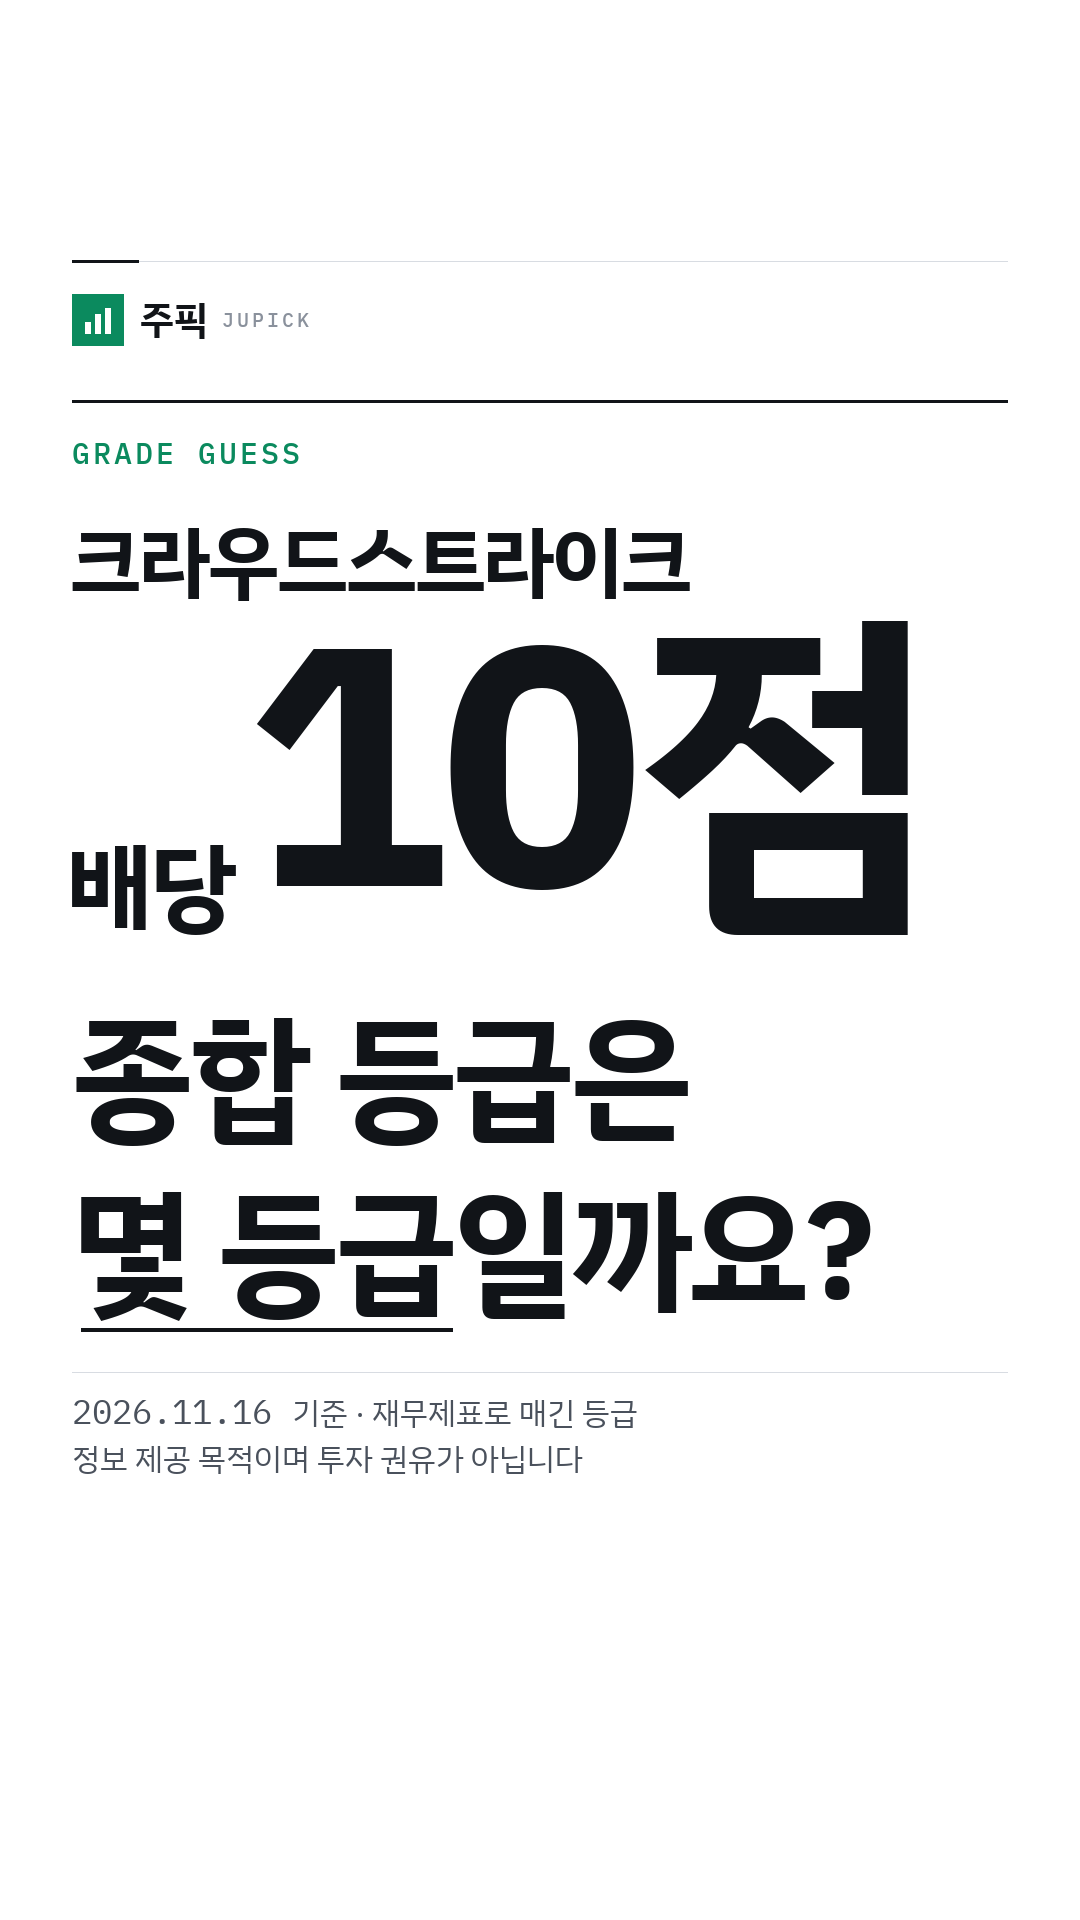 주픽 JUPICK
GRADE GUESS
크라우드스트라이크
배당 10점
종합 등급은
몇 등급일까요?
2026.11.16 기준 · 재무제표로 매긴 등급
정보 제공 목적이며 투자 권유가 아닙니다